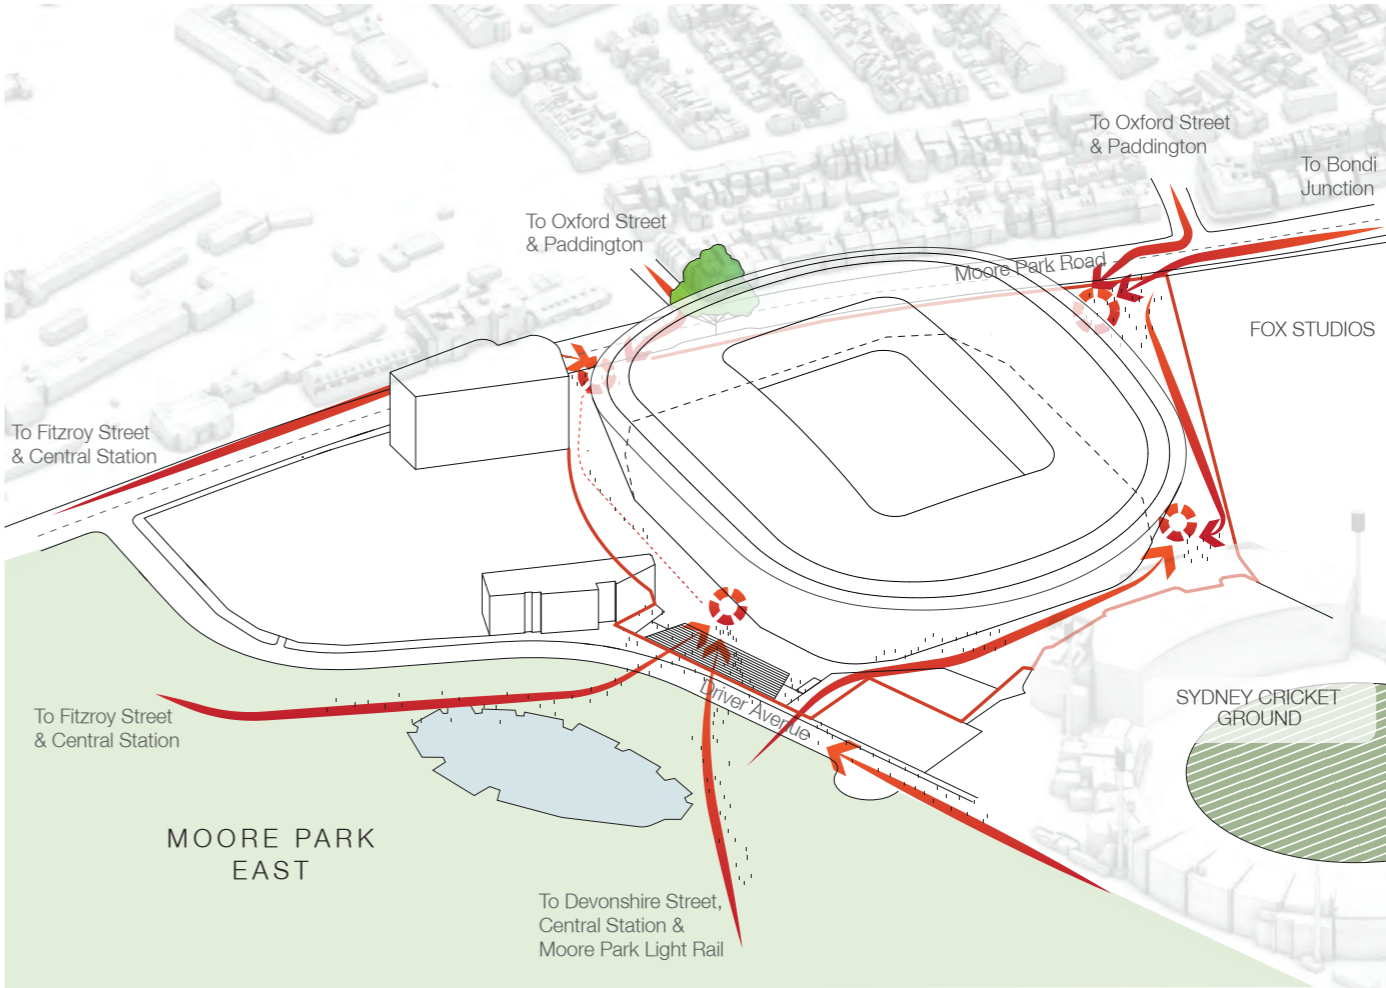 To Oxford Street
& Paddington
To Bondi
Junction
To Oxford Street
& Paddington
Moore Park Road
FOX STUDIOS
To Fitzroy Street
& Central Station
SYDNEY CRICKET
GROUND
Driver Avenue
To Fitzroy Street
& Central Station
MOORE PARK
EAST
To Devonshire Street,
Central Station &
Moore Park Light Rail